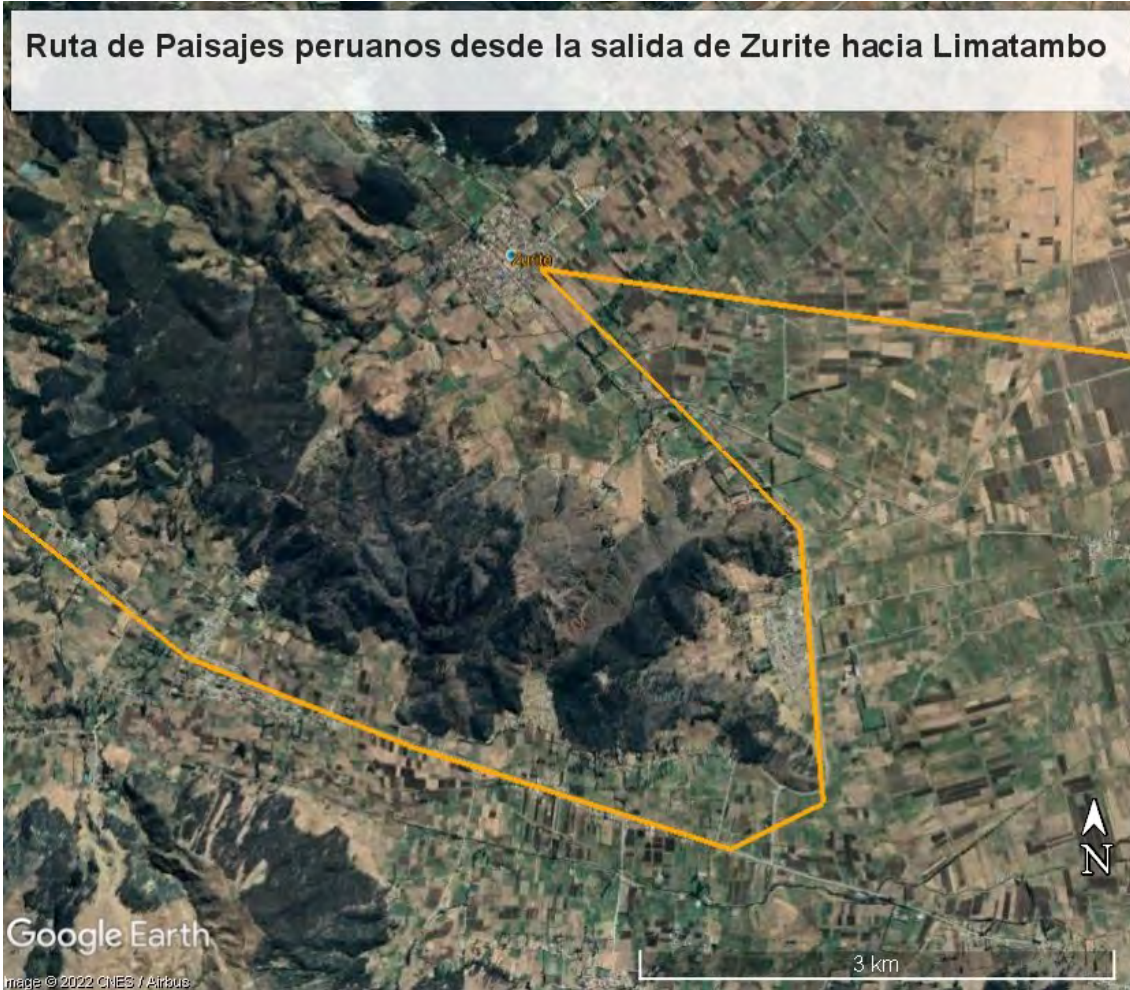 Ruta de Paisajes peruanos desde la salida de Zurite hacia Limatambo
Zurite
N
Google Earth
3 km
Image © 2022 CNES / Airbus